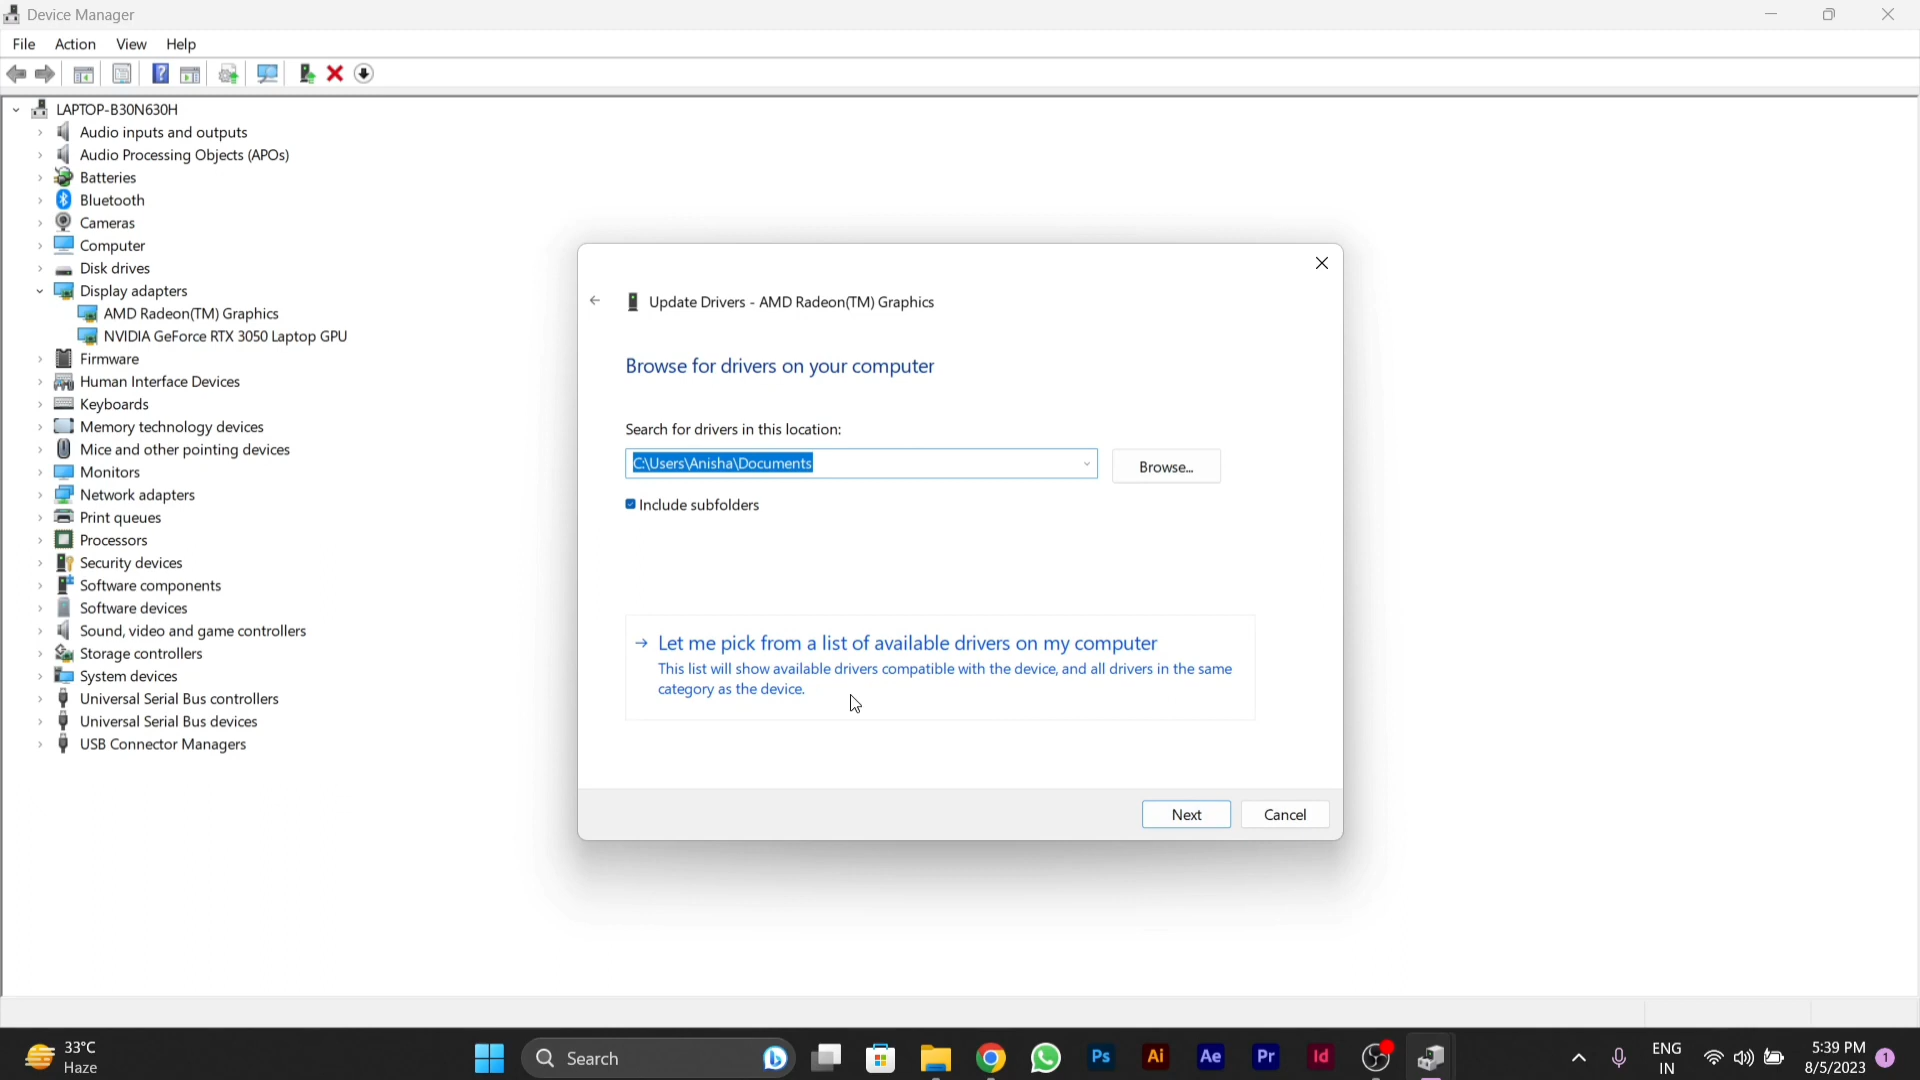 Device Manager
File Action View Help
LAPTOP-B30N630H
Audio inputs and outputs
Audio Processing Objects (APOs)
Batteries
Bluetooth
Cameras
Computer
Disk drives
Display adapters
AMD Radeon(TM) Graphics
NVIDIA GeForce RTX 3050 Laptop GPU
Firmware
Human Interface Devices
Keyboards
Memory technology devices
Mice and other pointing devices
Monitors
Network adapters
Print queues
Processors
Security devices
Software components
Software devices
Sound, video and game controllers
Storage controllers
System devices
Universal Serial Bus controllers
Universal Serial Bus devices
USB Connector Managers
Update Drivers - AMD Radeon(TM) Graphics
Browse for drivers on your computer
Search for drivers in this location:
C:\Users\Anisha\Documents
Browse...
Include subfolders
Let me pick from a list of available drivers on my computer
This list will show available drivers compatible with the device, and all drivers in the same
category as the device.
Next Cancel
33°C
Haze
Search
Ps Ai Ae Pr Id
ENG
IN
5:39 PM
8/5/2023
1